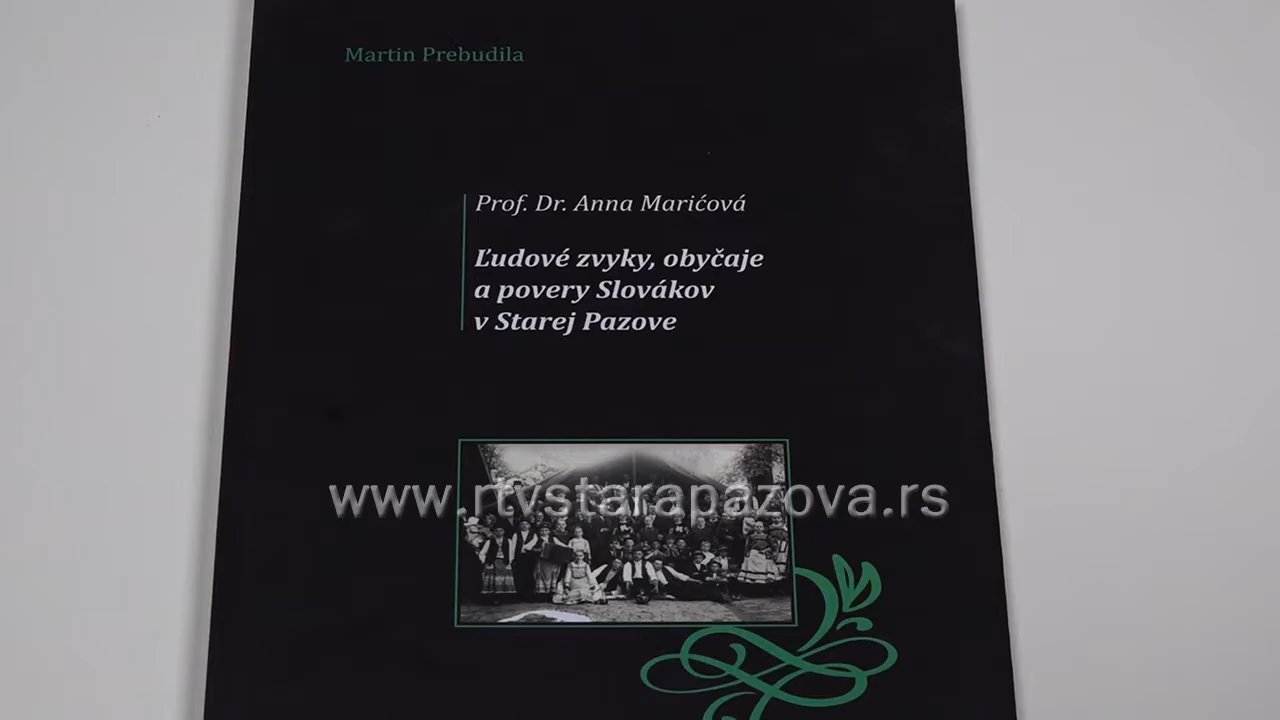 Martin Prebudila
Prof. Dr. Anna Marićová
Ľudové zvyky, obyčaje
a povery Slovákov
v Starej Pazove
www.rtvstarapazova.rs